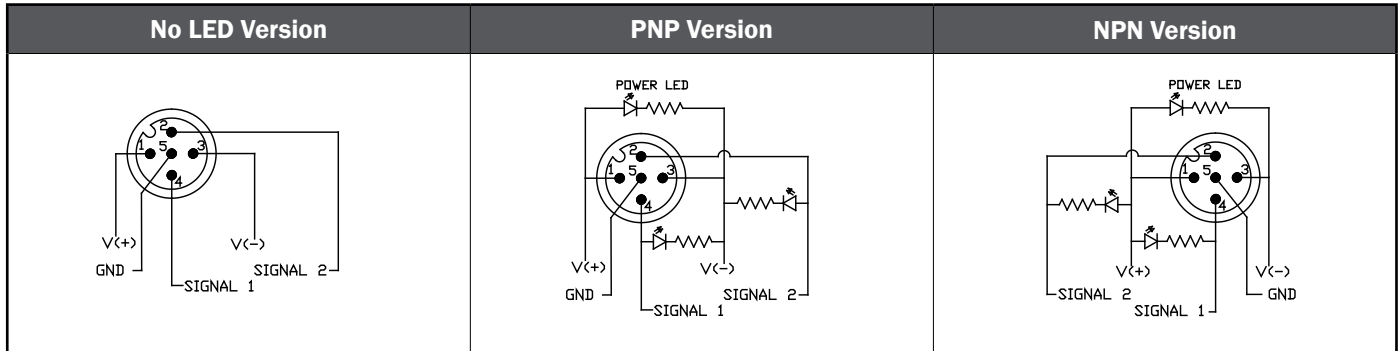 No LED Version
2
1
5
3
4
V(+)
V(-)
GND
SIGNAL 2
SIGNAL 1
PNP Version
POWER LED
2
1
5
3
4
V(+)
V(-)
GND
SIGNAL 2
SIGNAL 1
NPN Version
POWER LED
2
1
5
3
4
V(+)
V(-)
SIGNAL 2
GND
SIGNAL 1